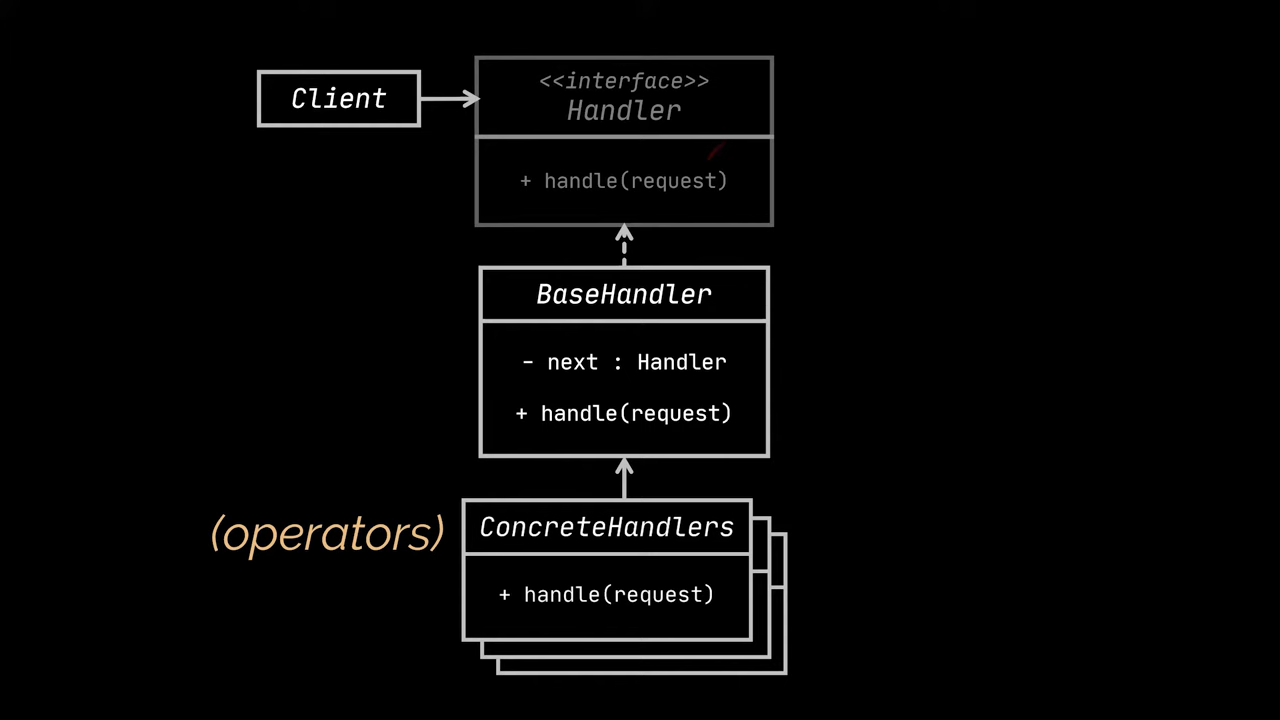 Client
<<interface>>
Handler
+ handle(request)
BaseHandler
- next : Handler
+ handle(request)
(operators)
ConcreteHandlers
+ handle(request)